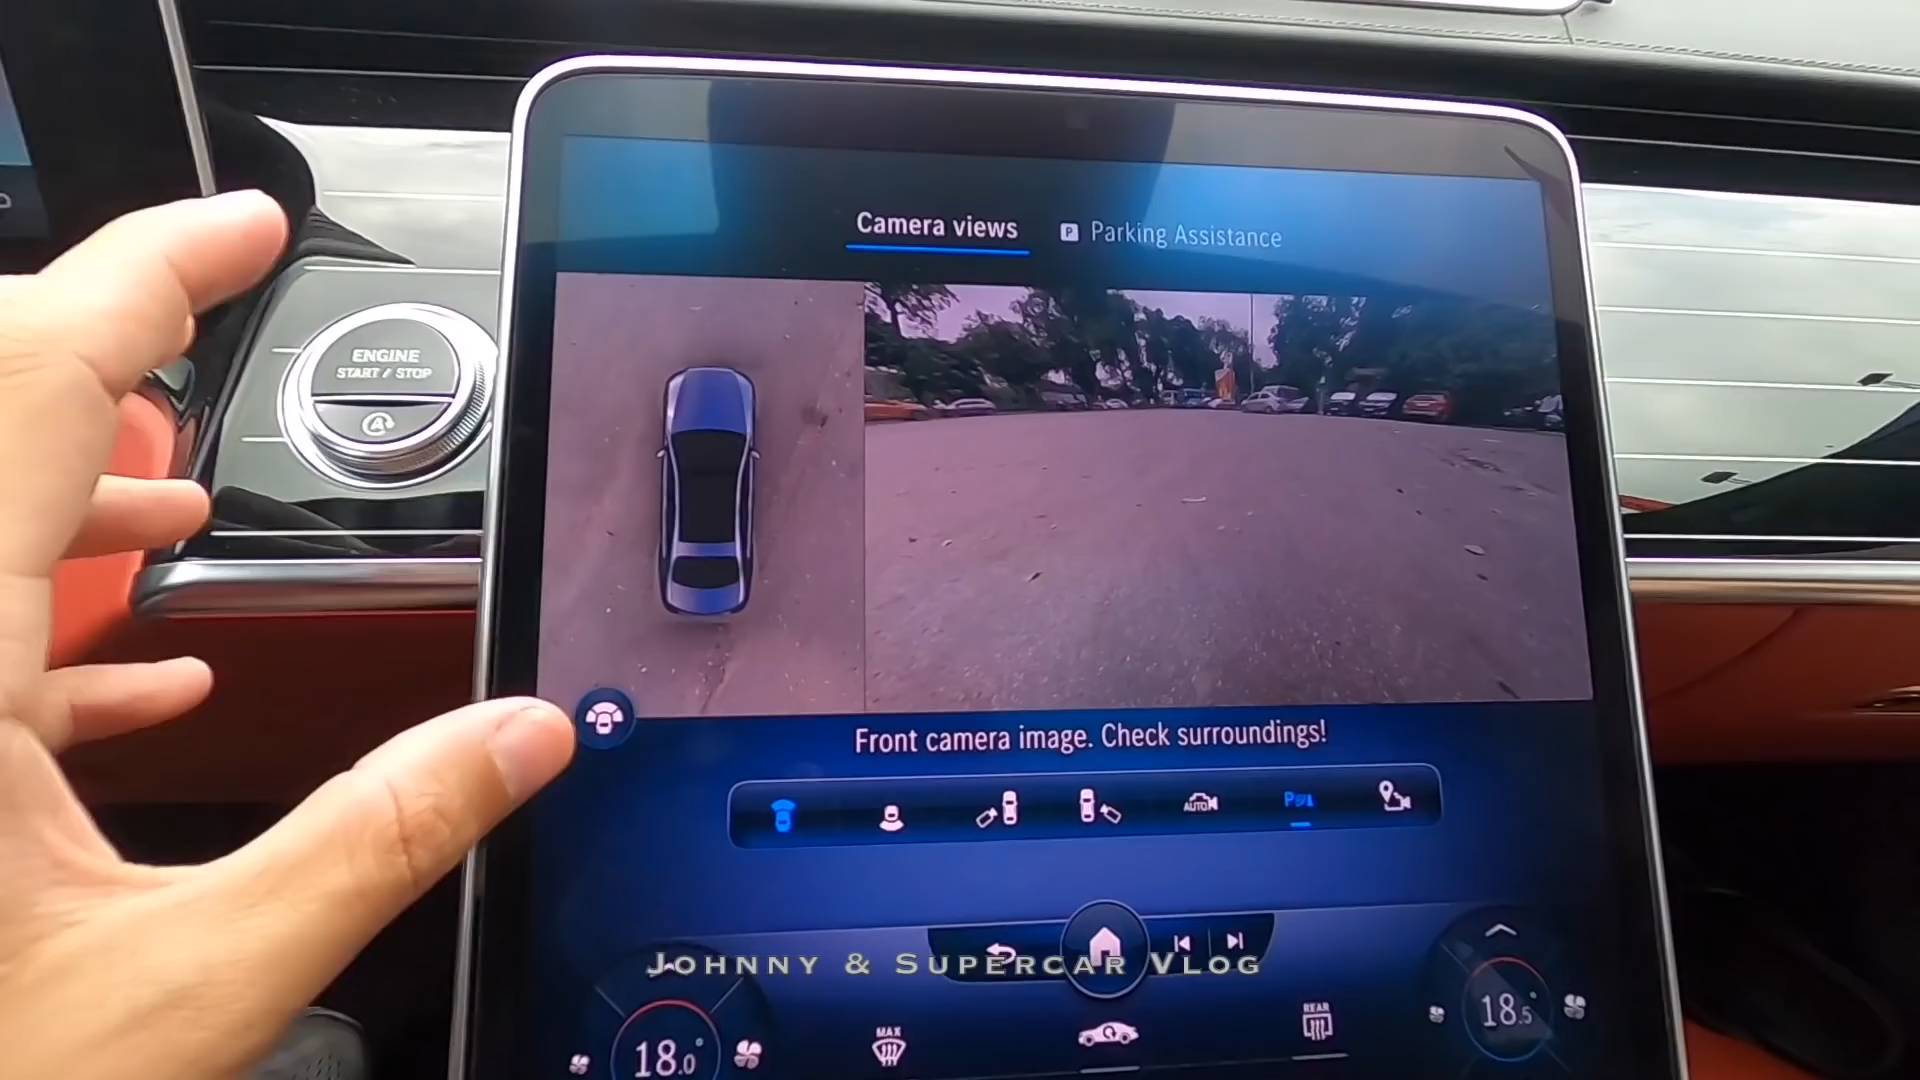 Camera views
P Parking Assistance
ENGINE
START / STOP
A
Front camera image. Check surroundings!
AUTO
P
JOHNNY & SUPERCAR VLOG
18.0°
MAX
REAR
18.5°